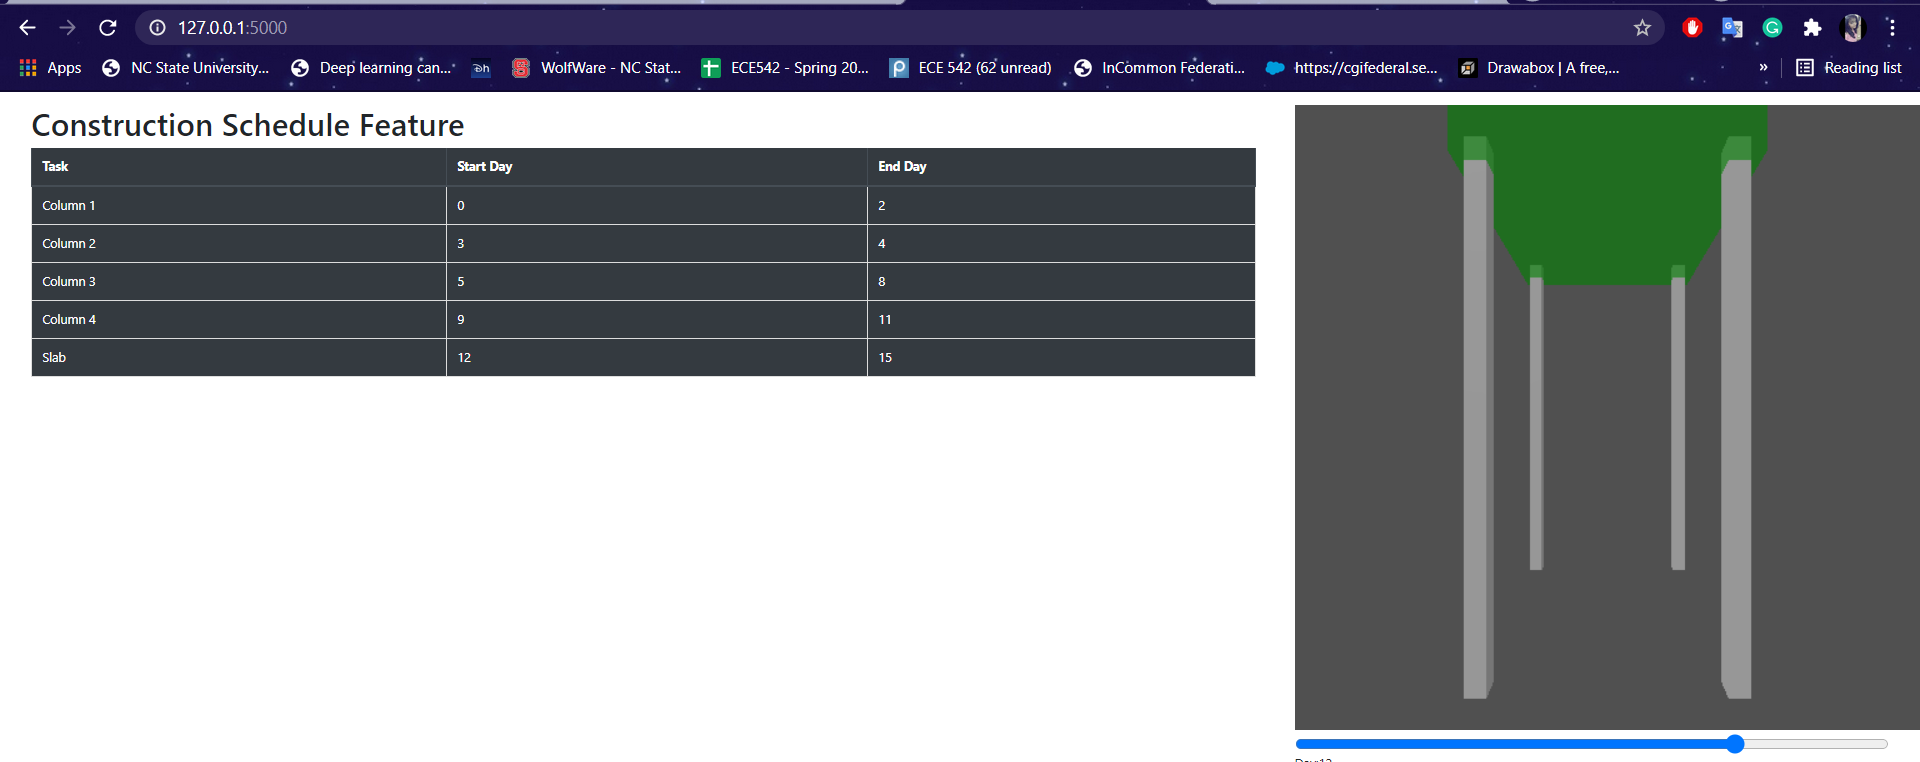 127.0.0.1:5000
Apps NC State University... Deep learning can... WolfWare - NC Stat... ECE542 - Spring 20... ECE 542 (62 unread) InCommon Federati... https://cgifederal.se... Drawabox | A free,... » Reading list
Construction Schedule Feature
Task Start Day End Day
Column 1 0 2
Column 2 3 4
Column 3 5 8
Column 4 9 11
Slab 12 15